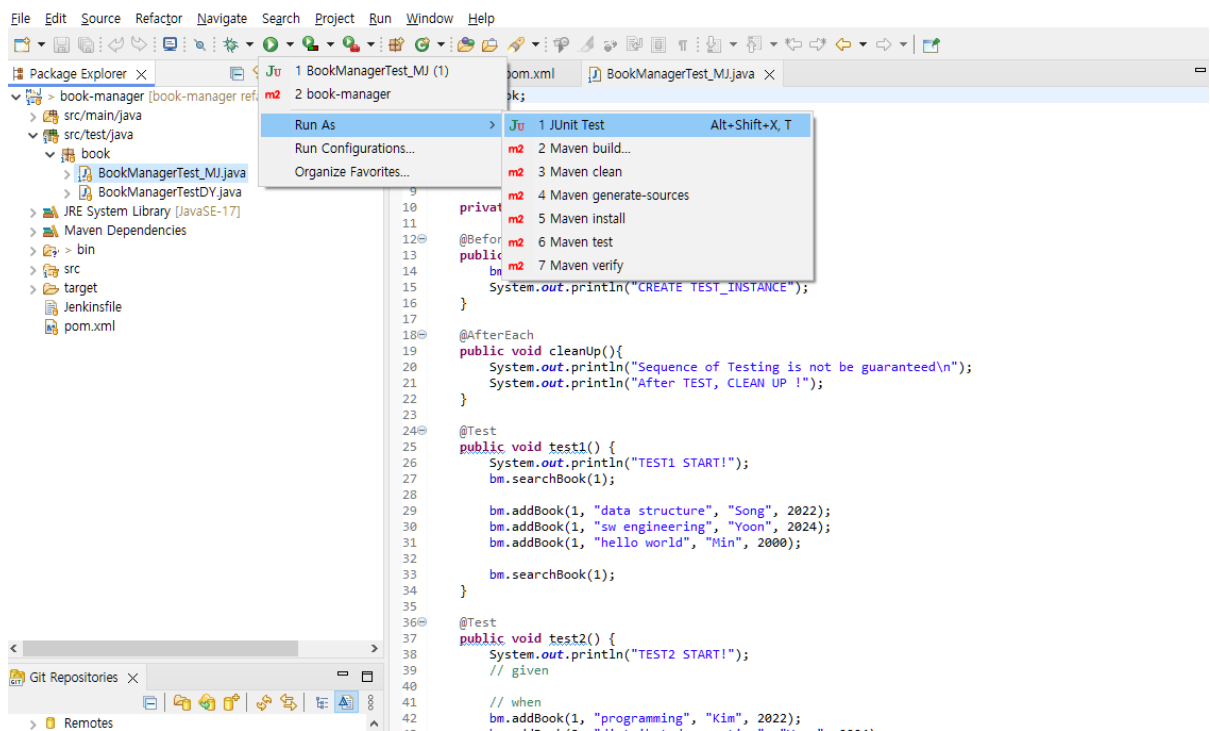 File Edit Source Refactor Navigate Search Project Run Window Help
Package Explorer
pom.xml
BookManagerTest_MJ.java
1 BookManagerTest_MJ (1)
2 book-manager
Run As
Run Configurations...
Organize Favorites...
1 JUnit Test Alt+Shift+X, T
2 Maven build...
3 Maven clean
4 Maven generate-sources
5 Maven install
6 Maven test
7 Maven verify
> book-manager [book-manager
src/main/java
src/test/java
book
BookManagerTest_MJ.java
BookManagerTestDY.java
JRE System Library [JavaSE-17]
Maven Dependencies
> bin
src
target
Jenkinsfile
pom.xml
Git Repositories
Remotes
9
10
11
12 @Befor
13
14
15 System.out.println("CREATE TEST_INSTANCE");
16 }
17
18 @AfterEach
19 public void cleanUp(){
20 System.out.println("Sequence of Testing is not be guaranteed\n");
21 System.out.println("After TEST, CLEAN UP !");
22 }
23
24 @Test
25 public void test1() {
26 System.out.println("TEST1 START!");
27 bm.searchBook(1);
28
29 bm.addBook(1, "data structure", "Song", 2022);
30 bm.addBook(1, "sw engineering", "Yoon", 2024);
31 bm.addBook(1, "hello world", "Min", 2000);
32
33 bm.searchBook(1);
34 }
35
36 @Test
37 public void test2() {
38 System.out.println("TEST2 START!");
39 // given
40
41 // when
42 bm.addBook(1, "programming", "Kim", 2022);